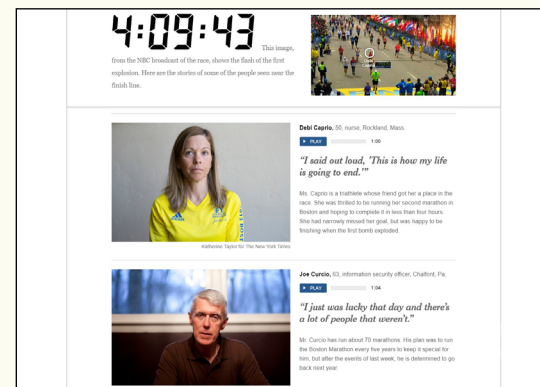 4:09:43 This image,
from the NBC broadcast of the race, shows the flash of the first
explosion. Here are the stories of some of the people seen near the
finish line.
Debi Caprio, 50, nurse, Rockland, Mass.
PLAY 1:00
“I said out loud, 'This is how my life
is going to end.'”
Ms. Caprio is a triathlete whose friend got her a place in the
race. She was thrilled to be running her second marathon in
Boston and hoping to complete it in less than four hours.
She had narrowly missed her goal, but was happy to be
finishing when the first bomb exploded.
Katherine Taylor for The New York Times
Joe Curcio, 63, information security officer, Chalfont, Pa.
PLAY 1:04
“I just was lucky that day and there's
a lot of people that weren't.”
Mr. Curcio has run about 70 marathons. His plan was to run
the Boston Marathon every five years to keep it special for
him, but after the events of last week, he is determined to go
back next year.